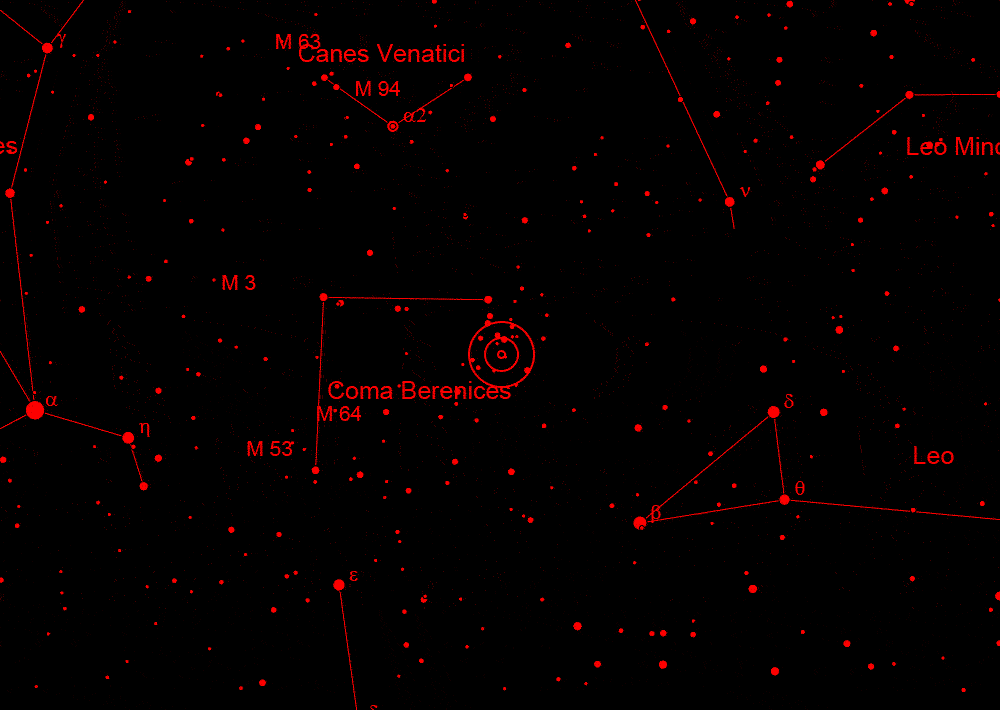 γ
M 63
Canes Venatici
M 94
α2
es
Leo Mino
ν
M 3
Coma Berenices
α
M 64
δ
η
M 53
Leo
θ
β
ε